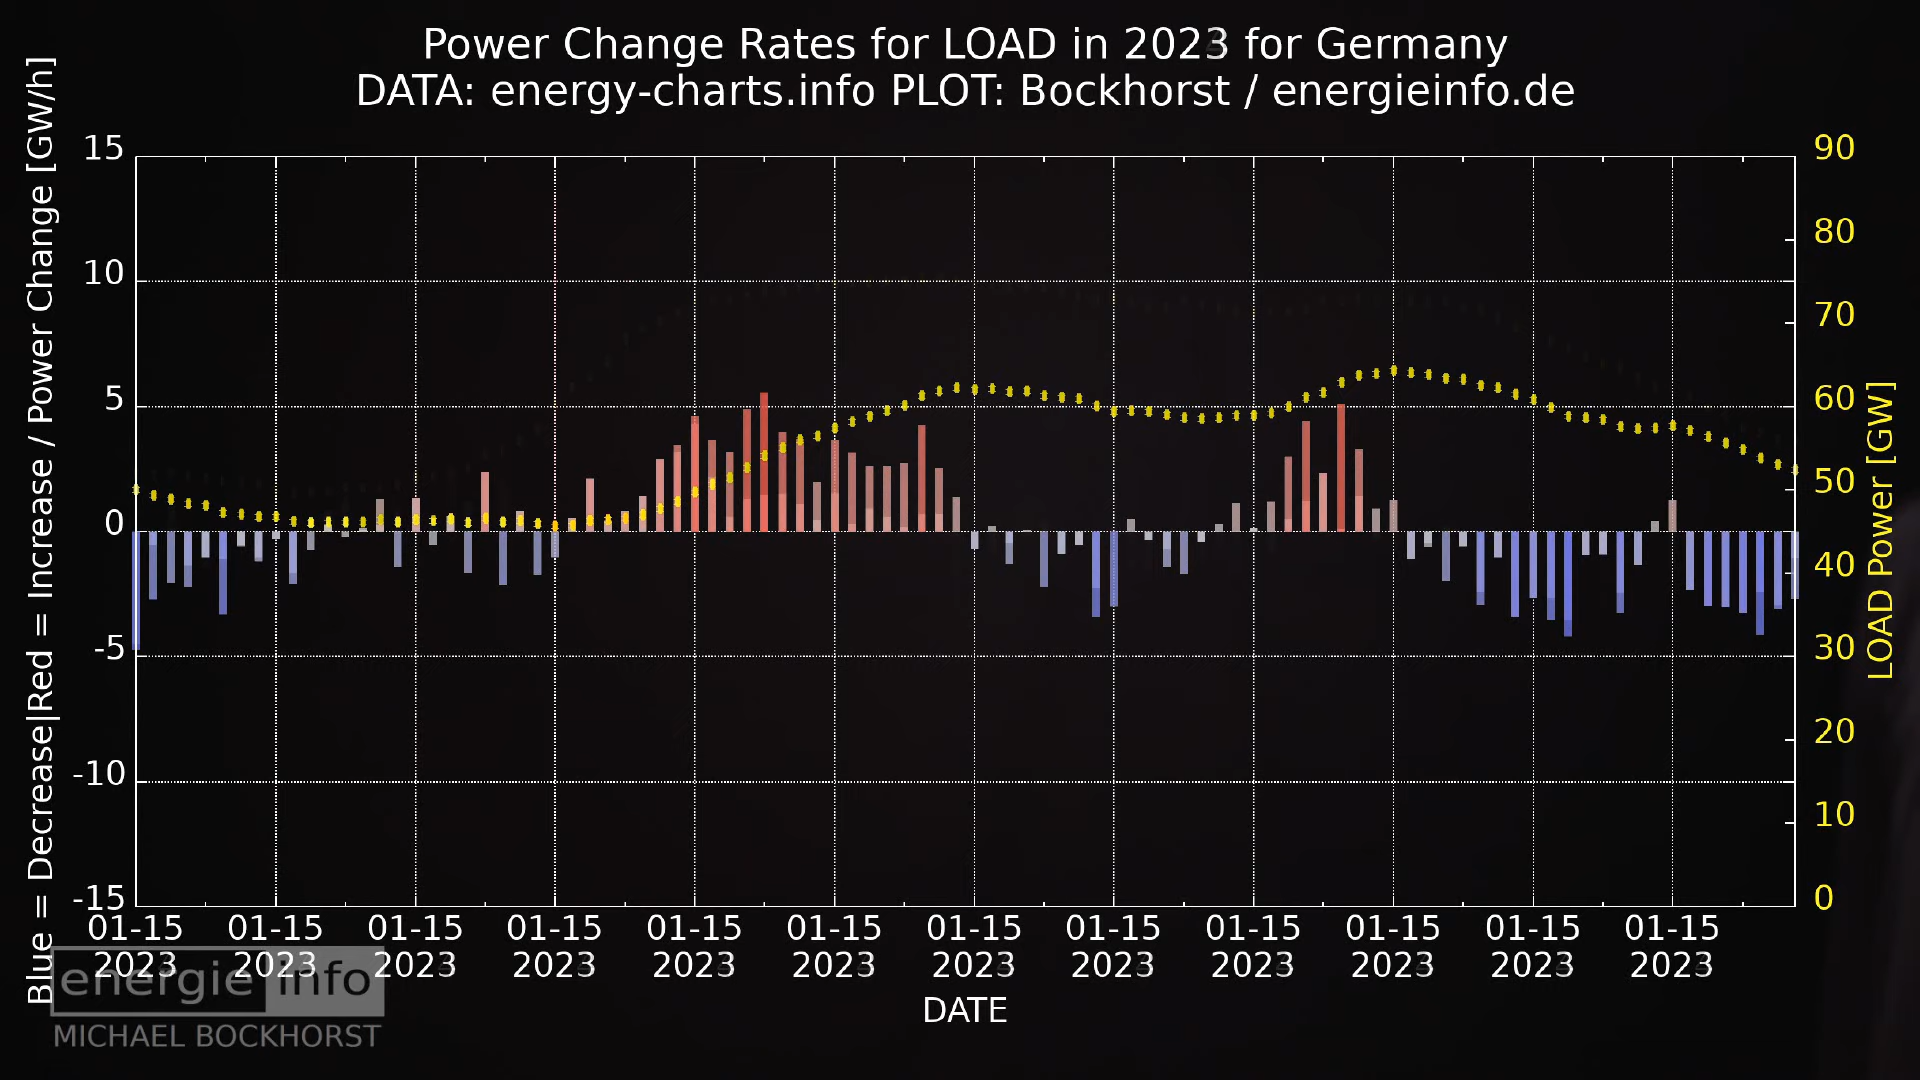 Power Change Rates for LOAD in 2023 for Germany
DATA: energy-charts.info PLOT: Bockhorst / energieinfo.de
Blue = Decrease|Red = Increase / Power Change [GW/h]
15
10
5
0
-5
-10
-15
90
80
70
60
50
40
30
20
10
0
LOAD Power [GW]
01-15 01-15 01-15 01-15 01-15 01-15 01-15 01-15 01-15 01-15 01-15 01-15
2023 2023 2023 2023 2023 2023 2023 2023 2023 2023 2023 2023
DATE
energie info
MICHAEL BOCKHORST